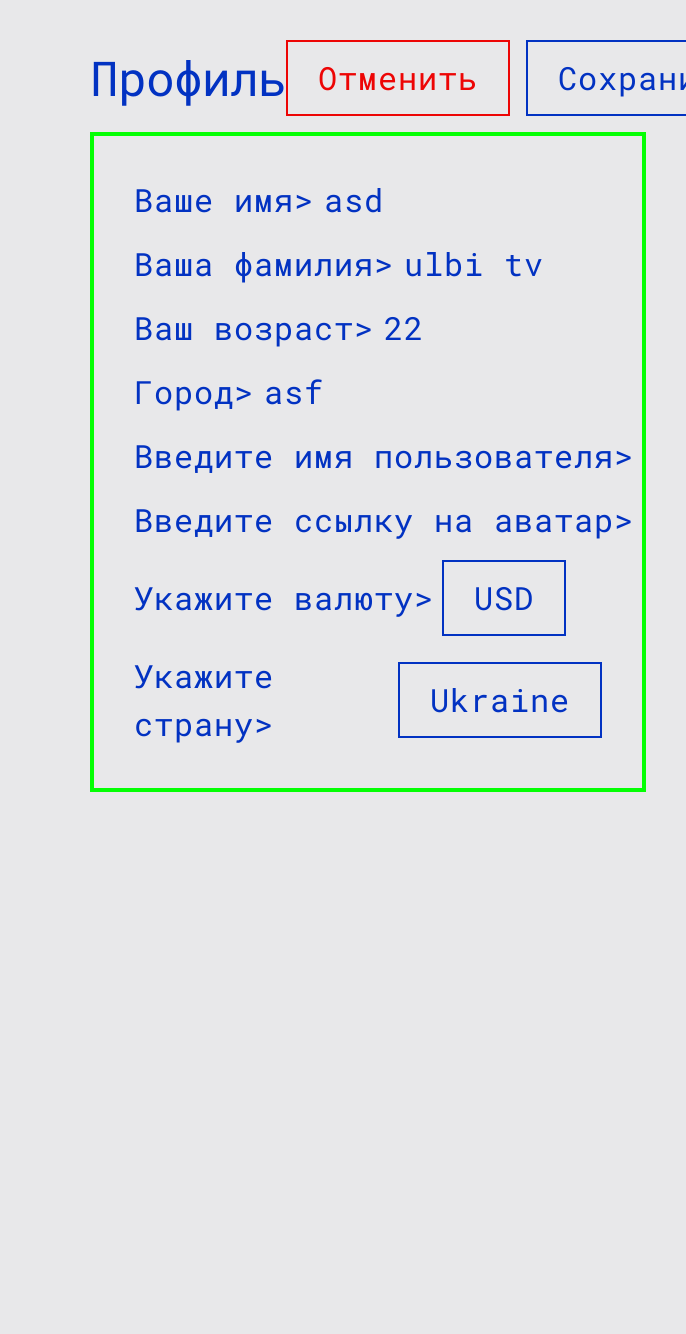 Профиль Отменить Сохрани
Ваше имя> asd
Ваша фамилия> ulbi tv
Ваш возраст> 22
Город> asf
Введите имя пользователя>
Введите ссылку на аватар>
Укажите валюту> USD
Укажите
страну> Ukraine